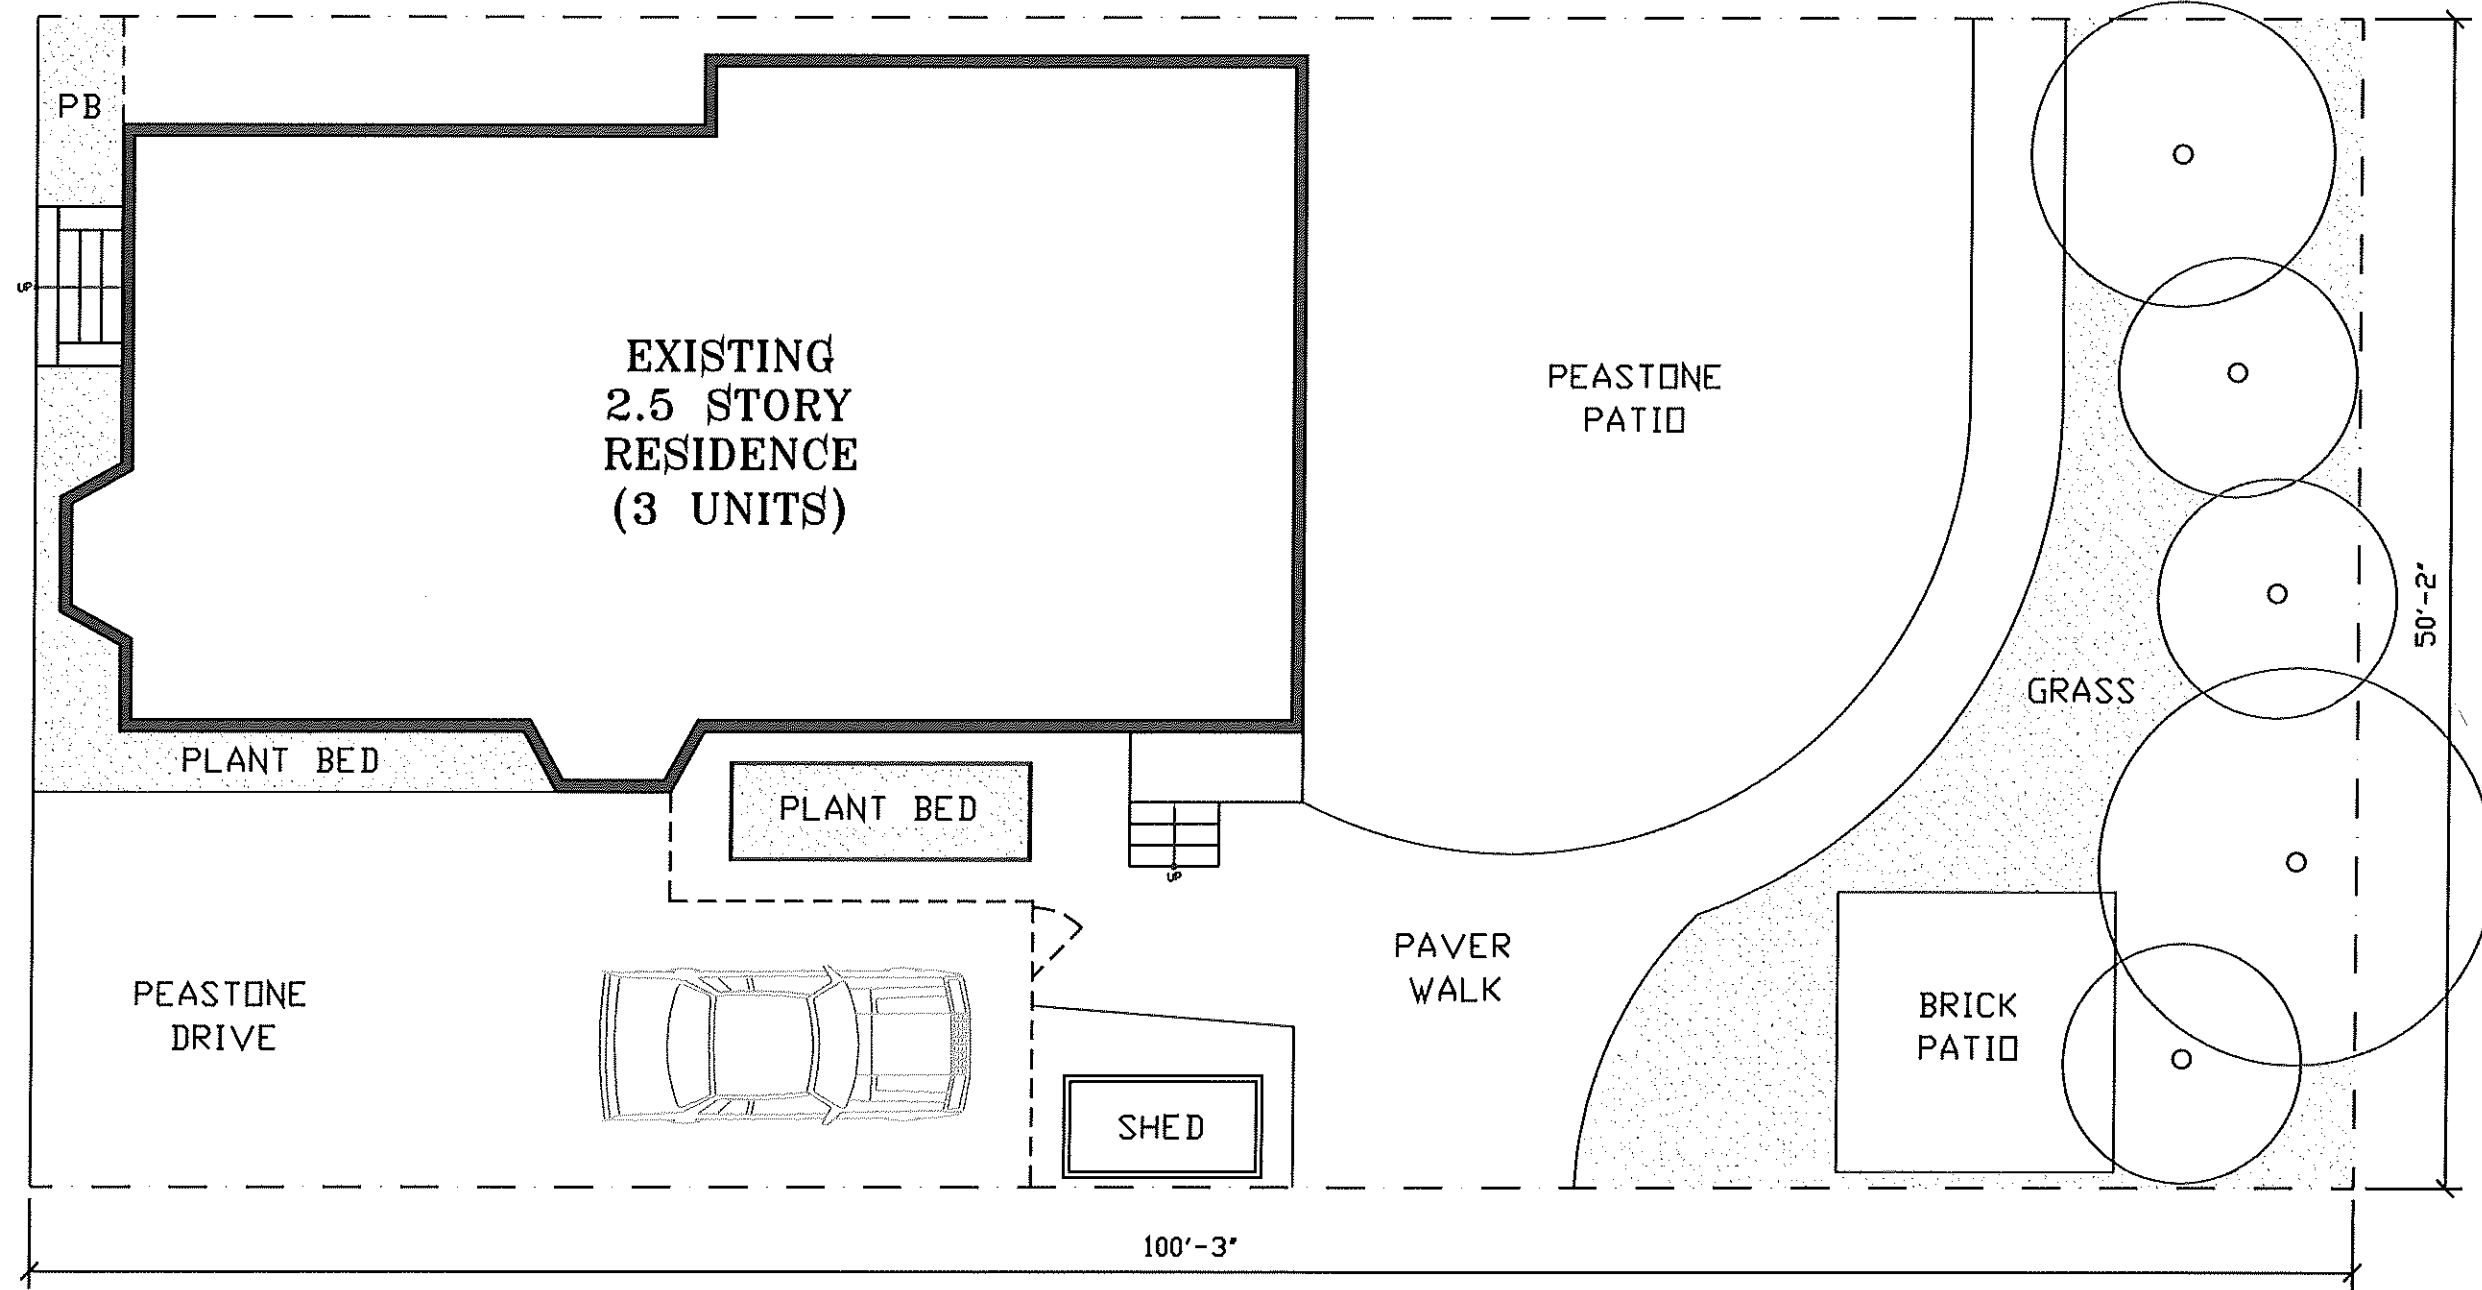 PB
UP
EXISTING
2.5 STORY
RESIDENCE
(3 UNITS)
PEASTONE
PATIO
50'-2"
GRASS
PLANT BED
PLANT BED
UP
PAVER
WALK
PEASTONE
DRIVE
BRICK
PATIO
SHED
100'-3"